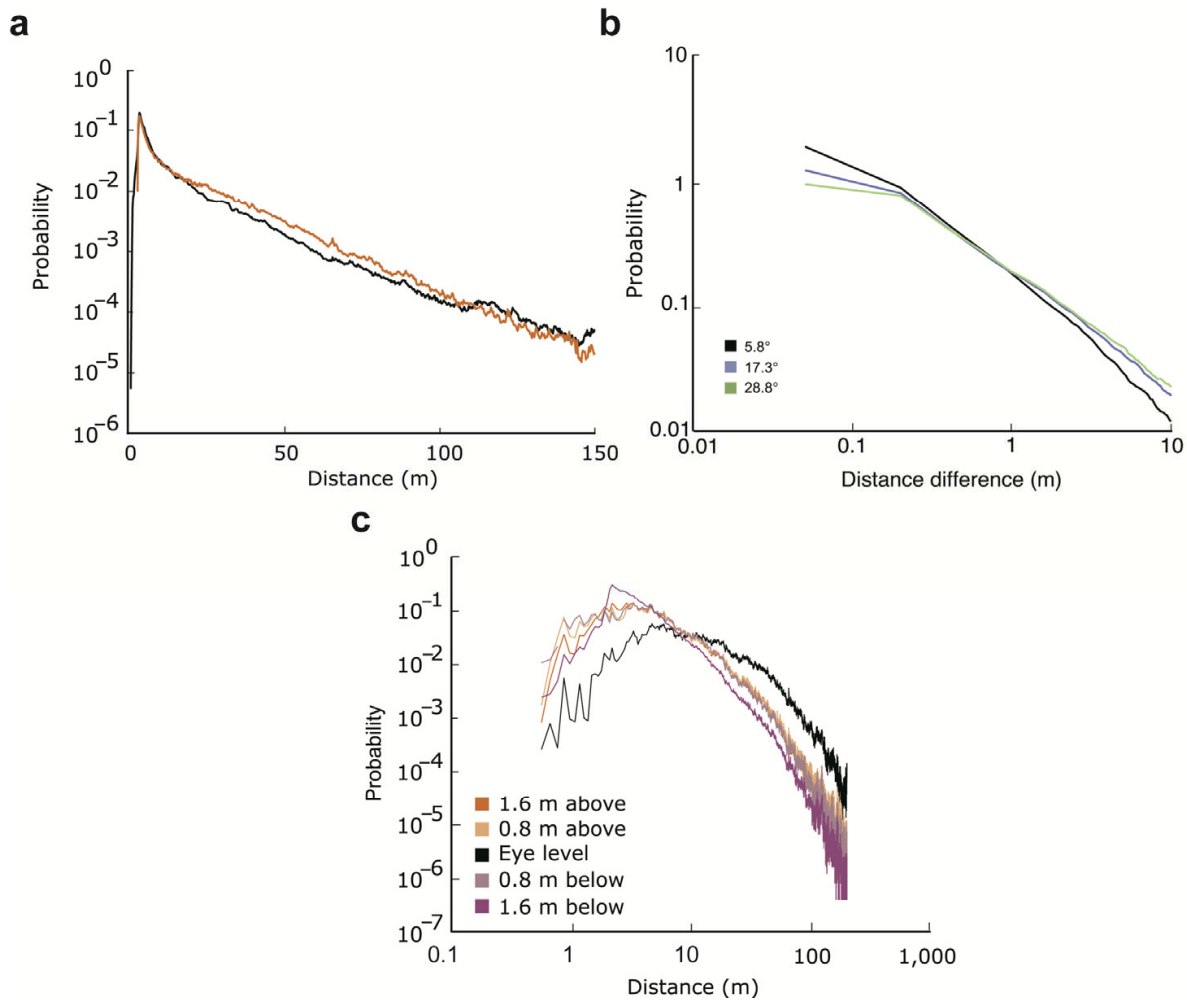 a
10^0
10^-1
10^-2
10^-3
10^-4
10^-5
10^-6
Probability
0
50
100
150
Distance (m)
b
10
1
0.1
0.01
Probability
5.8°
17.3°
28.8°
0.01
0.1
1
10
Distance difference (m)
c
10^0
10^-1
10^-2
10^-3
10^-4
10^-5
10^-6
10^-7
Probability
1.6 m above
0.8 m above
Eye level
0.8 m below
1.6 m below
0.1
1
10
100
1,000
Distance (m)